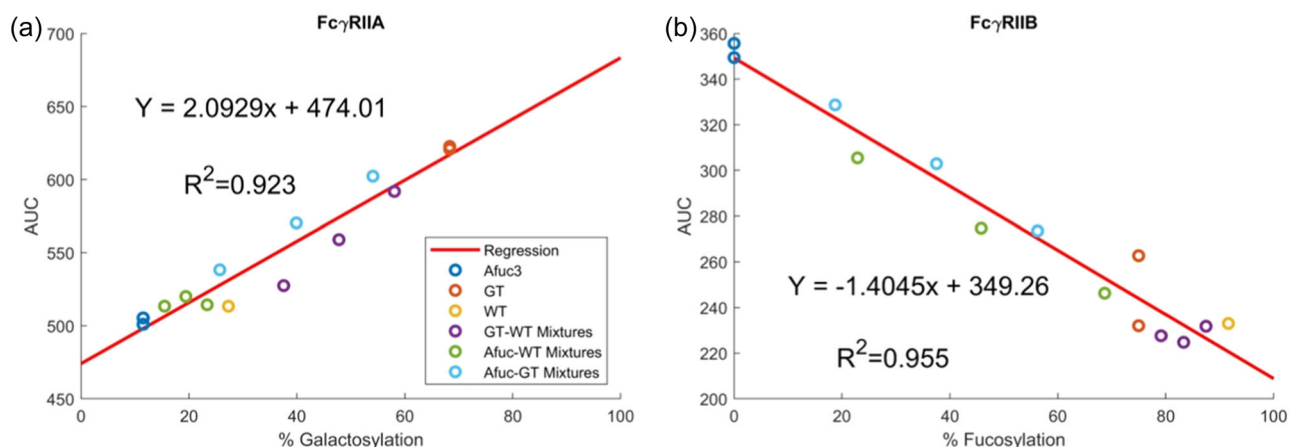 (a)
FcγRIIA
700
650
600
550
500
450
AUC
Y = 2.0929x + 474.01
R²=0.923
Regression
Afuc3
GT
WT
GT-WT Mixtures
Afuc-WT Mixtures
Afuc-GT Mixtures
0 20 40 60 80 100
% Galactosylation
(b)
FcγRIIB
360
340
320
300
280
260
240
220
200
AUC
Y = -1.4045x + 349.26
R²=0.955
0 20 40 60 80 100
% Fucosylation